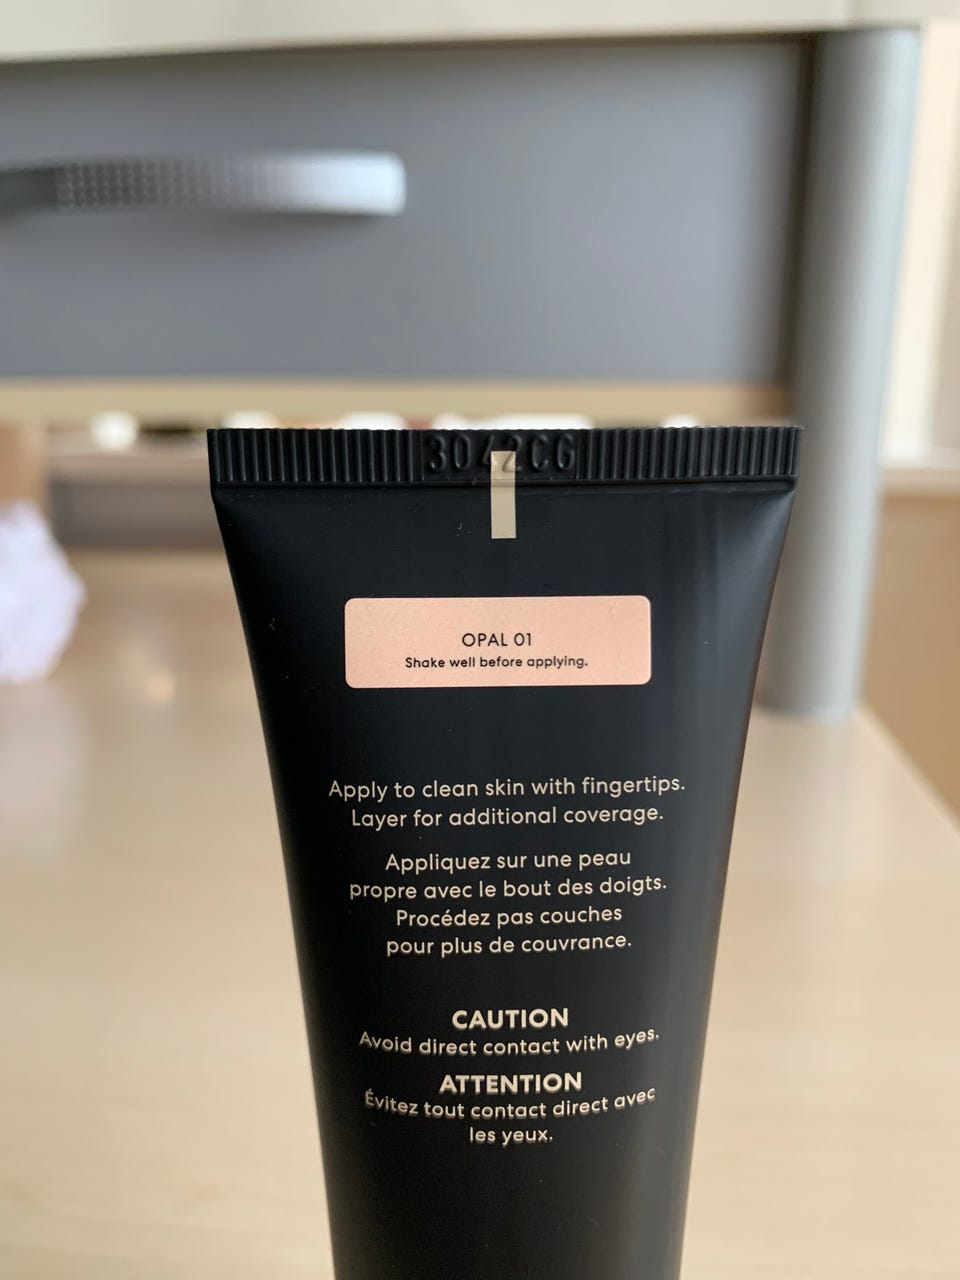 3042CG
OPAL 01
Shake well before applying.
Apply to clean skin with fingertips.
Layer for additional coverage.
Appliquez sur une peau
propre avec le bout des doigts.
Procédez pas couches
pour plus de couvrance.
CAUTION
Avoid direct contact with eyes.
ATTENTION
Évitez tout contact direct avec
les yeux.